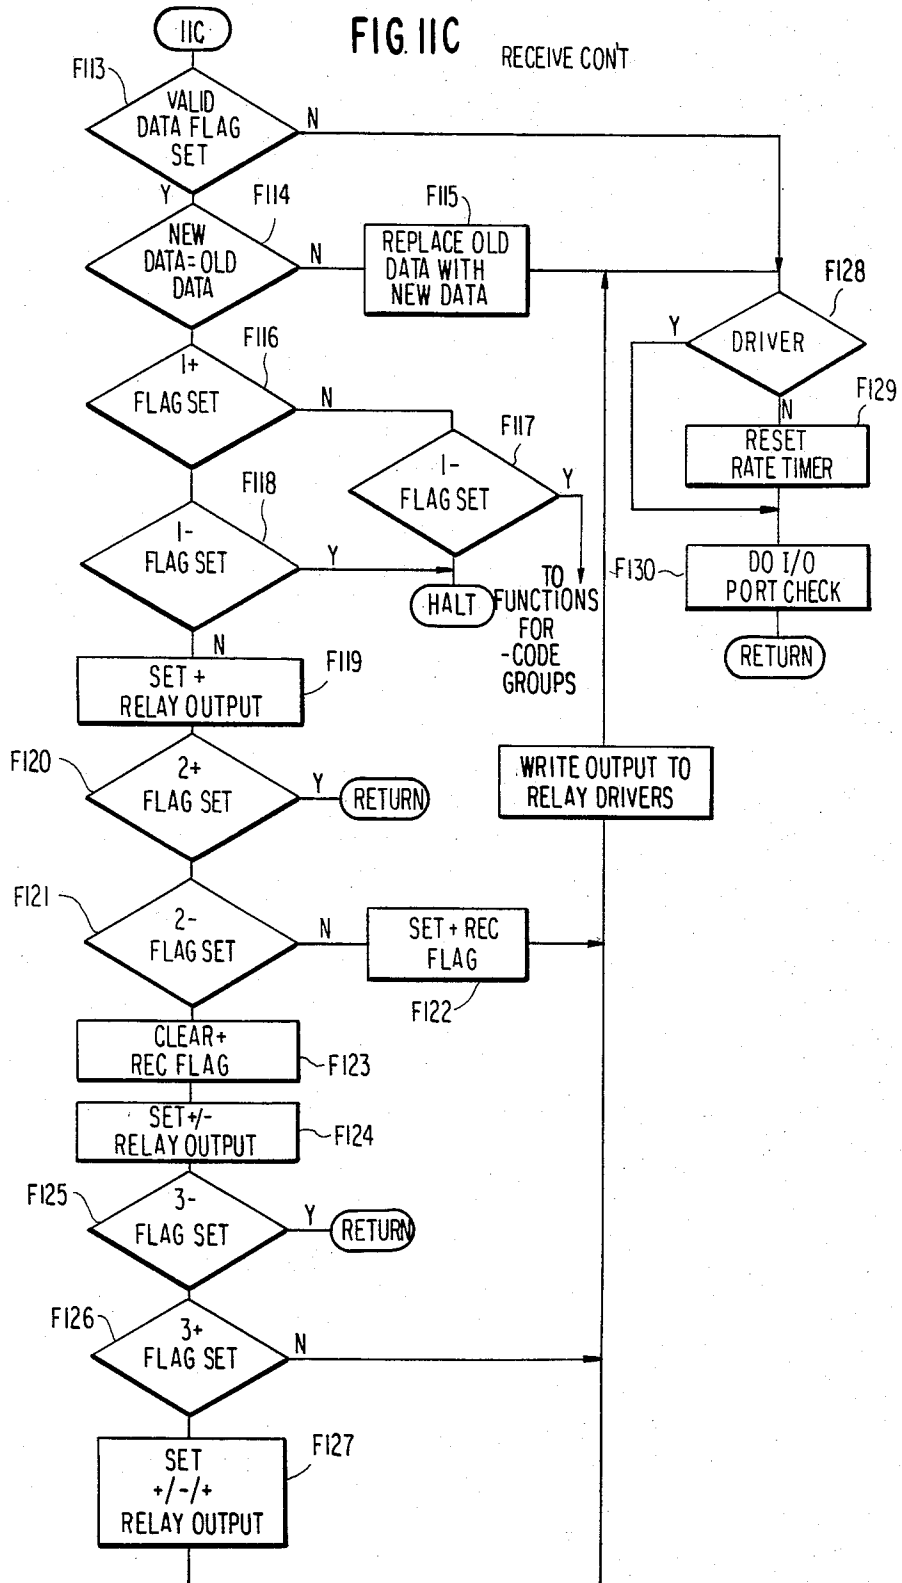 11C
FIG. 11C
RECEIVE CON'T
F113
VALID
DATA FLAG
SET
N
Y
F114
NEW
DATA = OLD
DATA
N
F115
REPLACE OLD
DATA WITH
NEW DATA
F128
Y
DRIVER
N
F129
RESET
RATE TIMER
F130
DO I/O
PORT CHECK
RETURN
F116
1+
FLAG SET
N
F117
1-
FLAG SET
Y
F118
1-
FLAG SET
Y
HALT
TO
FUNCTIONS
FOR
-CODE
GROUPS
N
F119
SET +
RELAY OUTPUT
WRITE OUTPUT TO
RELAY DRIVERS
F120
2+
FLAG SET
Y
RETURN
F121
2-
FLAG SET
N
SET + REC
FLAG
F122
CLEAR +
REC FLAG
F123
SET +/-
RELAY OUTPUT
F124
F125
3-
FLAG SET
Y
RETURN
F126
3+
FLAG SET
N
F127
SET
+/-/+
RELAY OUTPUT